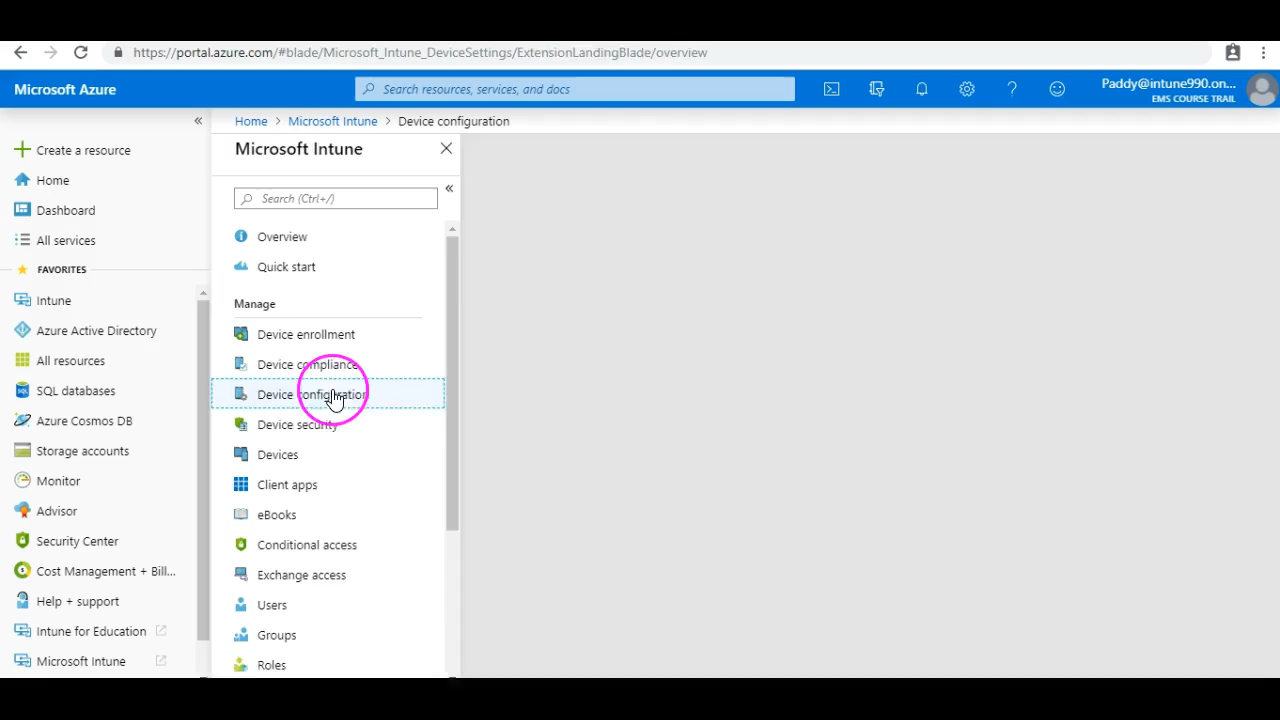 https://portal.azure.com/#blade/Microsoft_Intune_DeviceSettings/ExtensionLandingBlade/overview
Microsoft Azure
Search resources, services, and docs
Paddy@intune990.on...
EMS COURSE TRAIL
Home > Microsoft Intune > Device configuration
Create a resource
Home
Dashboard
All services
FAVORITES
Intune
Azure Active Directory
All resources
SQL databases
Azure Cosmos DB
Storage accounts
Monitor
Advisor
Security Center
Cost Management + Bill...
Help + support
Intune for Education
Microsoft Intune
Microsoft Intune
Search (Ctrl+/)
Overview
Quick start
Manage
Device enrollment
Device compliance
Device configuration
Device security
Devices
Client apps
eBooks
Conditional access
Exchange access
Users
Groups
Roles